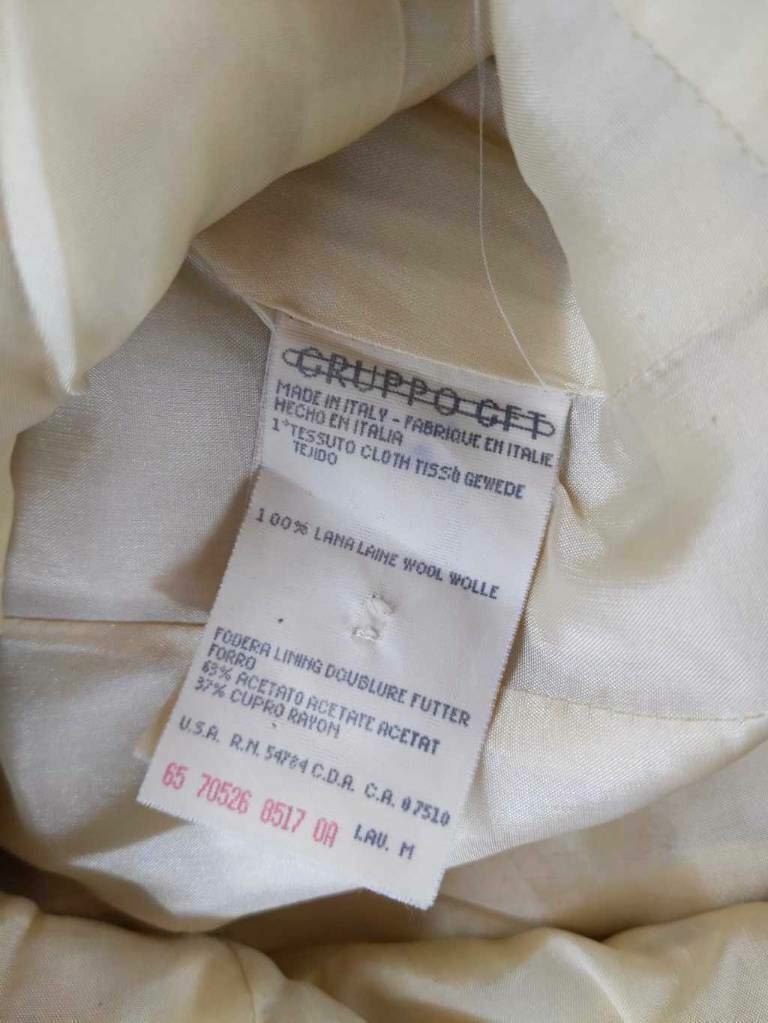 GRUPPO GFT
MADE IN ITALY - FABRIQUE EN ITALIE
HECHO EN ITALIA
1°TESSUTO CLOTH TISSU GEWEDE
TEJIDO
100% LANA LAINE WOOL WOLLE
FODERA LINING DOUBLURE FUTTER
FORRO
63% ACETATO ACETATE ACETAT
37% CUPRO RAYON
U.S.A. R.N. 54784 C.D.A. C.A. 07510
65 70526 8517 0A LAV. M